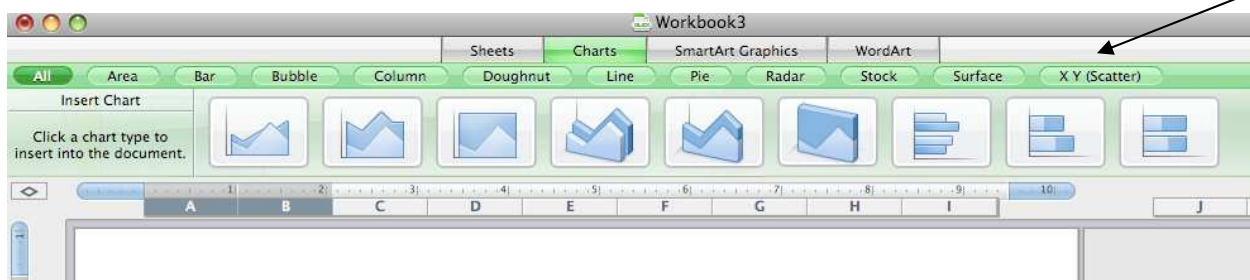 Workbook3
Sheets Charts SmartArt Graphics WordArt
All Area Bar Bubble Column Doughnut Line Pie Radar Stock Surface X Y (Scatter)
Insert Chart
Click a chart type to
insert into the document.
1 2 3 4 5 6 7 8 9 10
A B C D E F G H I J
1